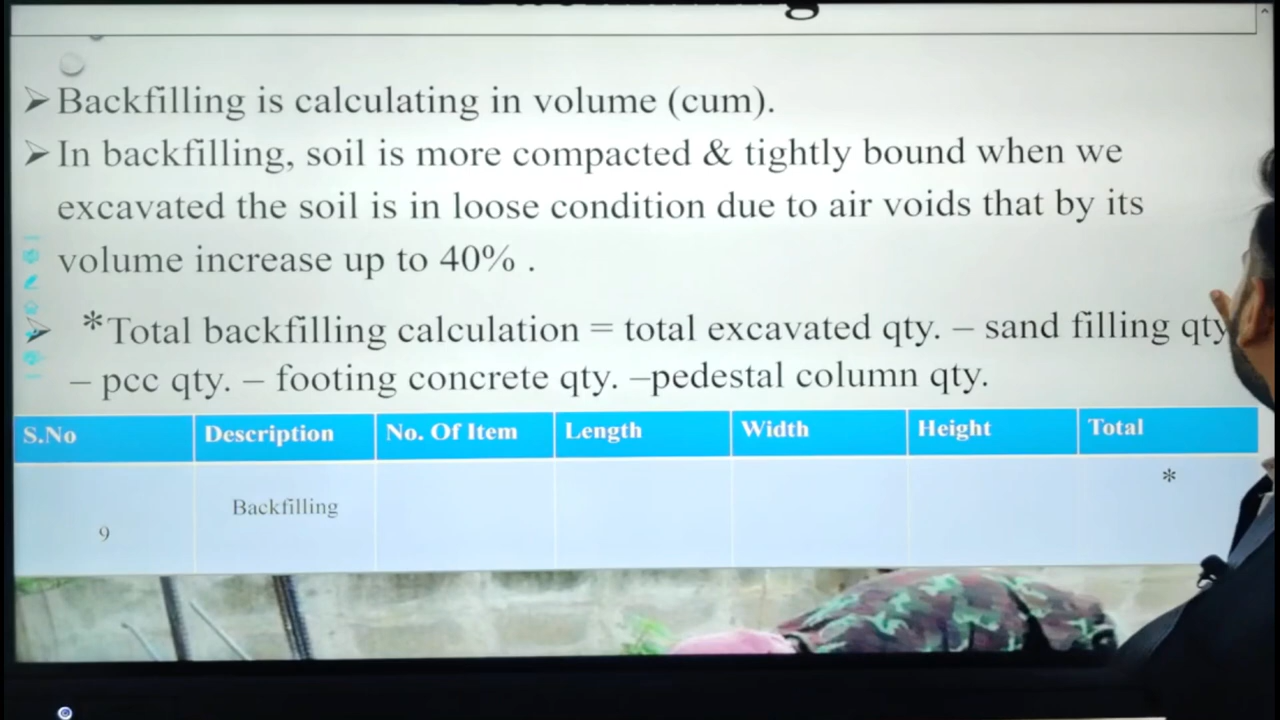 ➢ Backfilling is calculating in volume (cum).
➢ In backfilling, soil is more compacted & tightly bound when we
excavated the soil is in loose condition due to air voids that by its
volume increase up to 40% .
➢ *Total backfilling calculation = total excavated qty. – sand filling qty
– pcc qty. – footing concrete qty. –pedestal column qty.
S.No Description No. Of Item Length Width Height Total
9 Backfilling *